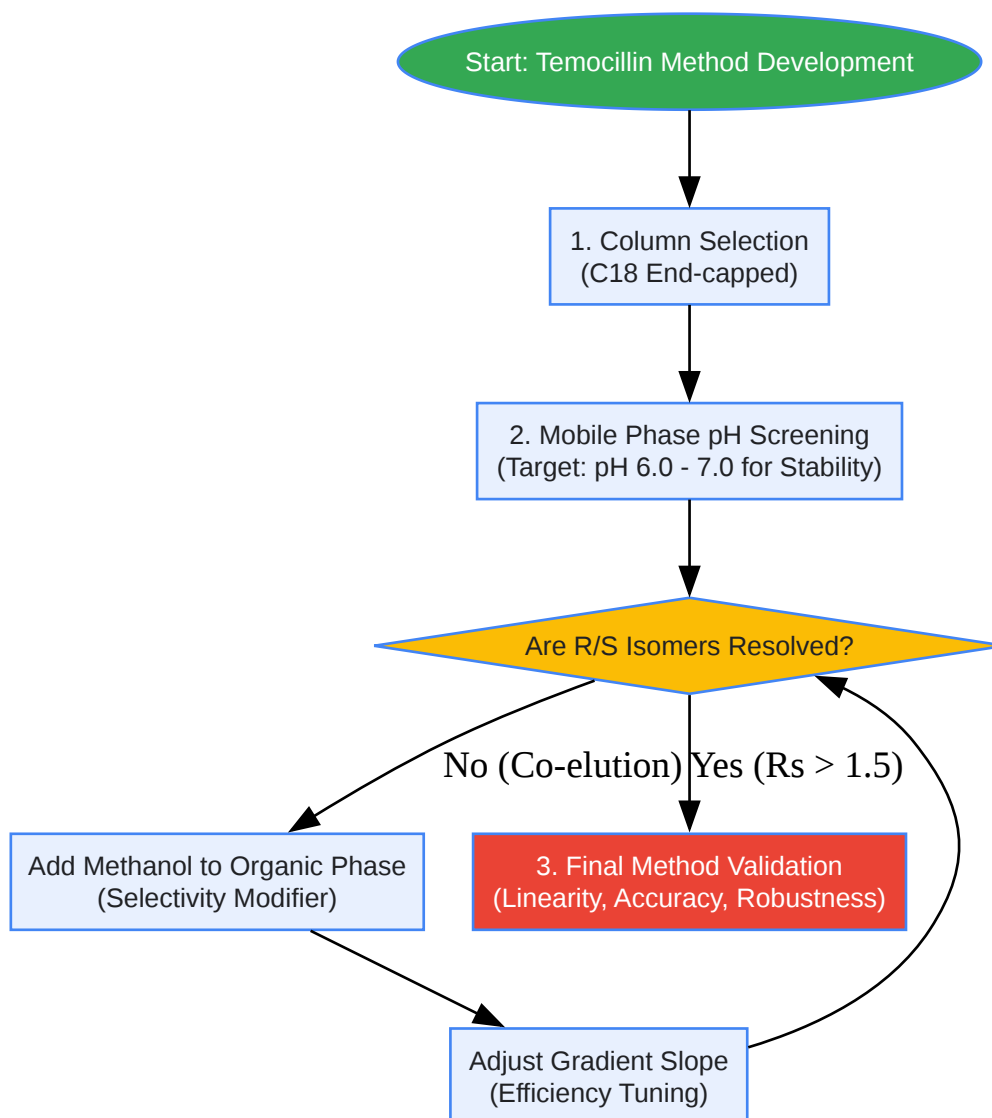 Start: Temocillin Method Development
1. Column Selection
(C18 End-capped)
2. Mobile Phase pH Screening
(Target: pH 6.0 - 7.0 for Stability)
Are R/S Isomers Resolved?
No (Co-elution)
Yes (Rs > 1.5)
Add Methanol to Organic Phase
(Selectivity Modifier)
3. Final Method Validation
(Linearity, Accuracy, Robustness)
Adjust Gradient Slope
(Efficiency Tuning)